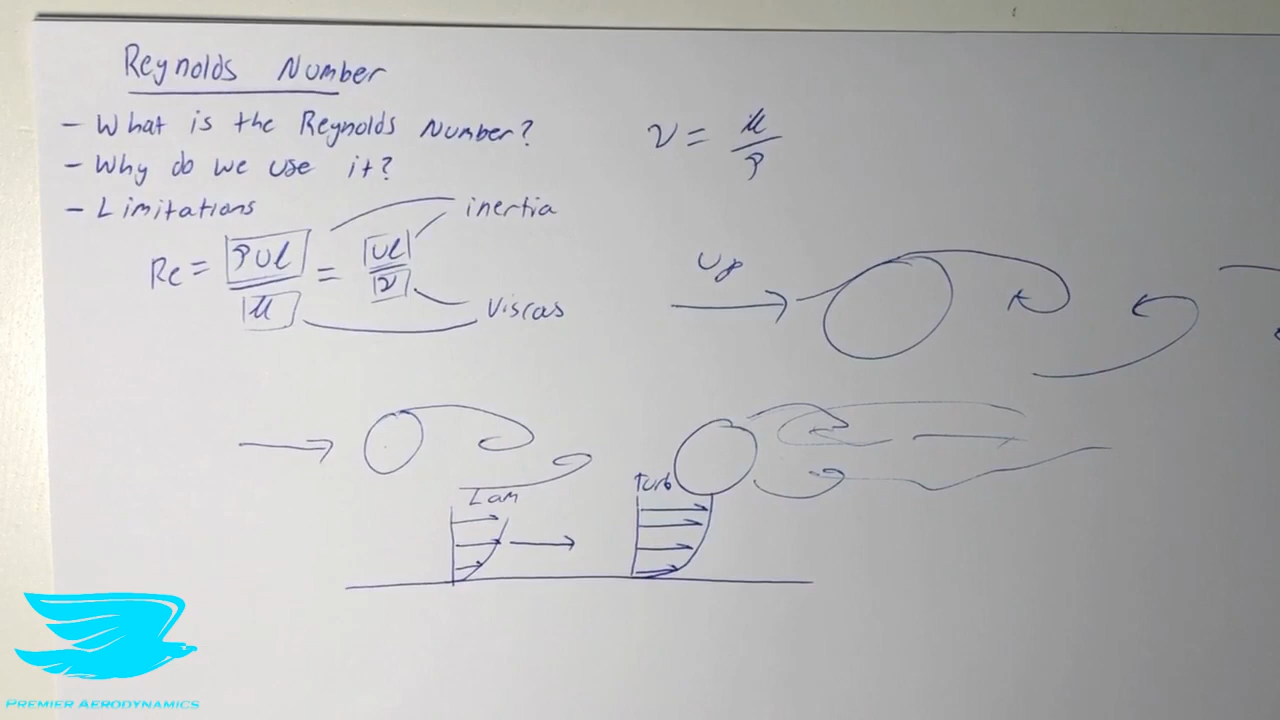 Reynolds Number
- What is the Reynolds Number?
- Why do we use it?
- Limitations
inertia
Re = ρUl / μ = Ul / ν
Viscous
ν = μ / ρ
U∞
Lam
turb
PREMIER AERODYNAMICS